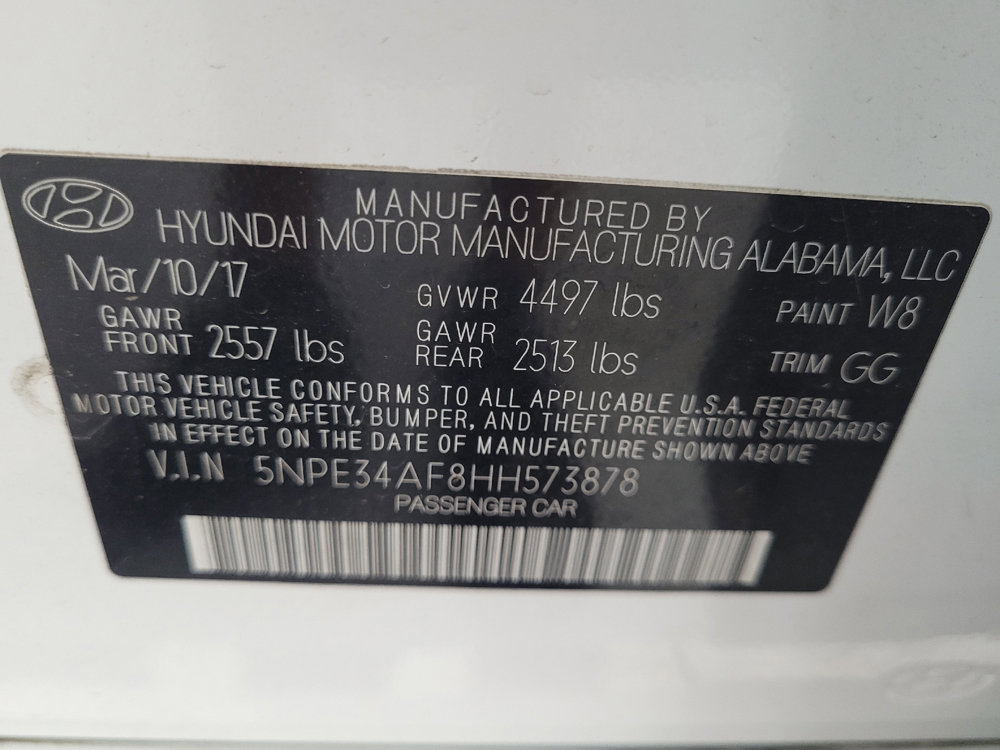 MANUFACTURED BY
HYUNDAI MOTOR MANUFACTURING ALABAMA, LLC
Mar/10/17
GVWR 4497 lbs
PAINT W8
GAWR
FRONT 2557 lbs
GAWR
REAR 2513 lbs
TRIM GG
THIS VEHICLE CONFORMS TO ALL APPLICABLE U.S.A. FEDERAL
MOTOR VEHICLE SAFETY, BUMPER, AND THEFT PREVENTION STANDARDS
IN EFFECT ON THE DATE OF MANUFACTURE SHOWN ABOVE
V.I.N 5NPE34AF8HH573878
PASSENGER CAR